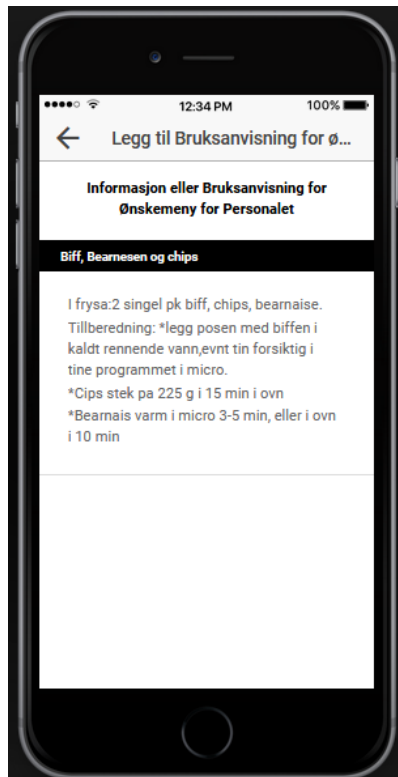 12:34 PM
100%
Legg til Bruksanvisning for ø...
Informasjon eller Bruksanvisning for
Ønskemeny for Personalet
Biff, Bearnesen og chips
I frysa:2 singel pk biff, chips, bearnaise.
Tillberedning: *legg posen med biffen i
kaldt rennende vann,evnt tin forsiktig i
tine programmet i micro.
*Cips stek pa 225 g i 15 min i ovn
*Bearnais varm i micro 3-5 min, eller i ovn
i 10 min